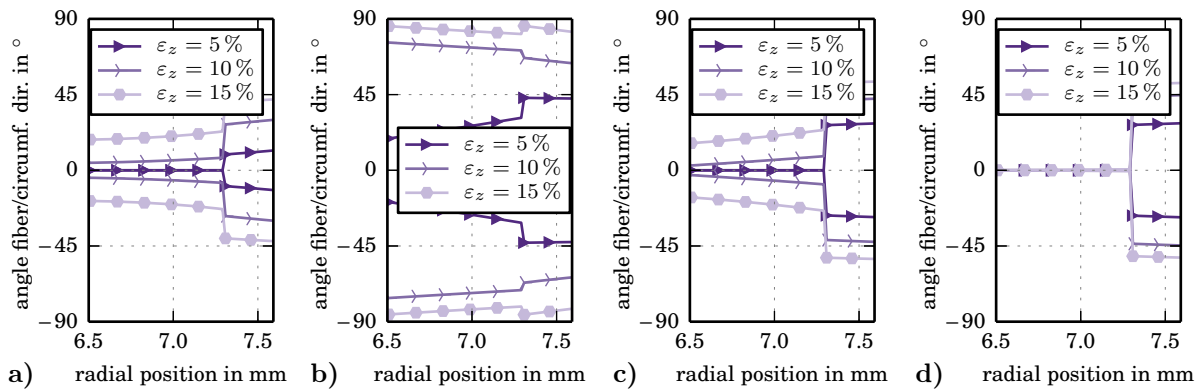 90
45
0
−45
−90
angle fiber/circumf. dir. in °
εz = 5 %
εz = 10 %
εz = 15 %
6.5
7.0
7.5
a)
radial position in mm
90
45
0
−45
−90
angle fiber/circumf. dir. in °
εz = 5 %
εz = 10 %
εz = 15 %
6.5
7.0
7.5
b)
radial position in mm
90
45
0
−45
−90
angle fiber/circumf. dir. in °
εz = 5 %
εz = 10 %
εz = 15 %
6.5
7.0
7.5
c)
radial position in mm
90
45
0
−45
−90
angle fiber/circumf. dir. in °
εz = 5 %
εz = 10 %
εz = 15 %
6.5
7.0
7.5
d)
radial position in mm